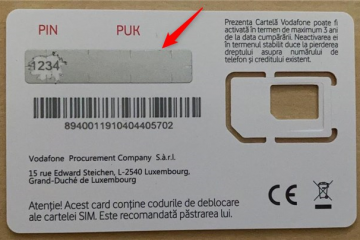 PIN PUK
1234
8940011910404405702
Vodafone Procurement Company S.à r.l.
15 rue Edward Steichen, L-2540 Luxembourg,
Grand-Duché de Luxembourg
Atenție! Acest card conține codurile de deblocare
ale cartelei SIM. Este recomandată păstrarea lui.
Prezenta Cartelă Vodafone poate fi
activată în termen de maximum 3 ani
de la data cumpărării. Neactivarea ei
în termenul stabilit duce la pierderea
dreptului asupra numărului de
telefon și creditului existent.
CE